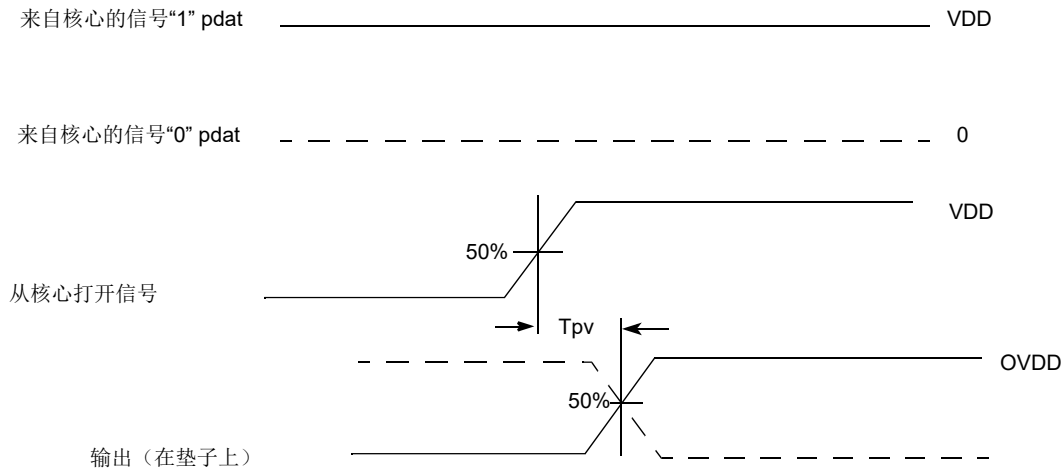 来自核心的信号“1” pdat
VDD
来自核心的信号“0” pdat
0
VDD
50%
从核心打开信号
Tpv
OVDD
50%
输出（在垫子上）